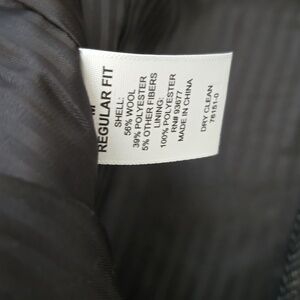 M
REGULAR FIT
SHELL:
56% WOOL
39% POLYESTER
5% OTHER FIBERS
LINING:
100% POLYESTER
RN# 93677
MADE IN CHINA
DRY CLEAN
76151-0